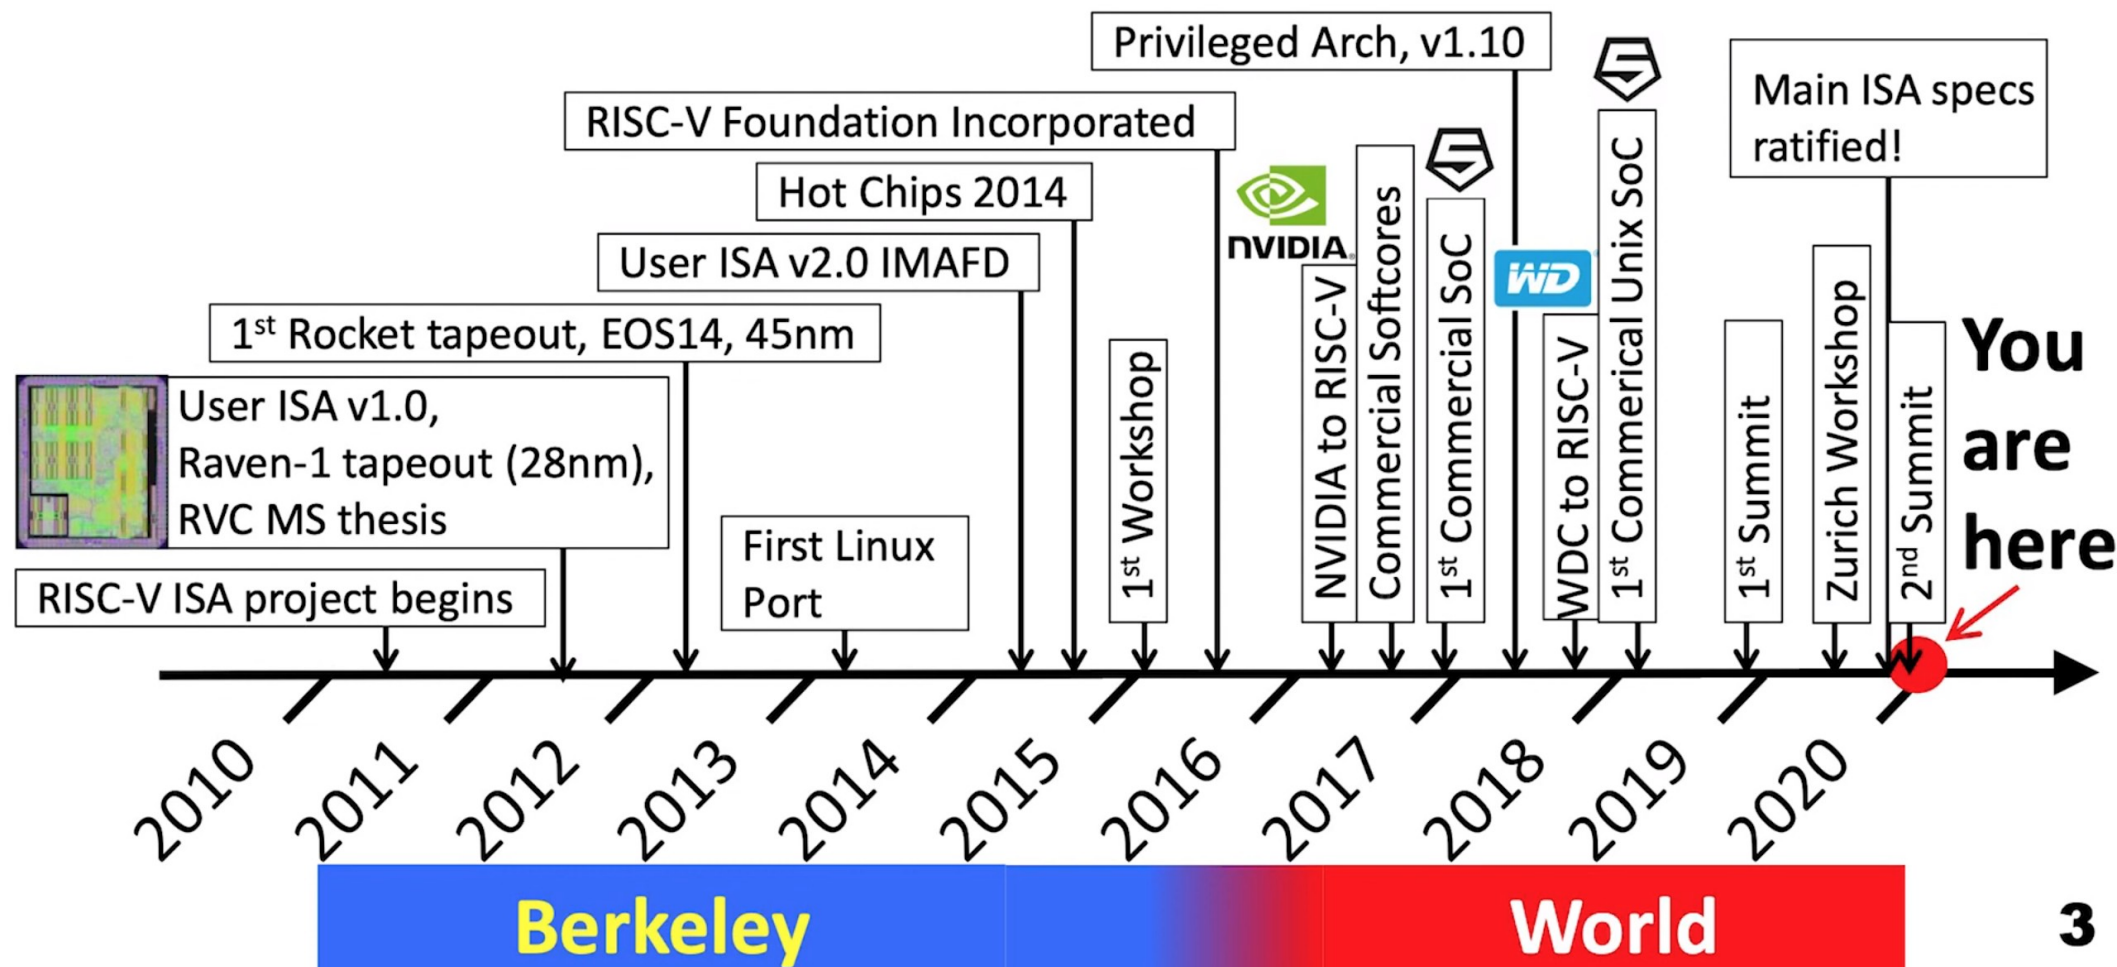 Privileged Arch, v1.10
RISC-V Foundation Incorporated
Hot Chips 2014
User ISA v2.0 IMAFD
1st Rocket tapeout, EOS14, 45nm
User ISA v1.0,
Raven-1 tapeout (28nm),
RVC MS thesis
RISC-V ISA project begins
First Linux
Port
1st Workshop
NVIDIA
NVIDIA to RISC-V
Commercial Softcores
5
1st Commercial SoC
WD
WDC to RISC-V
5
1st Commerical Unix SoC
1st Summit
Zurich Workshop
Main ISA specs
ratified!
2nd Summit
You
are
here
2010
2011
2012
2013
2014
2015
2016
2017
2018
2019
2020
Berkeley
World
3